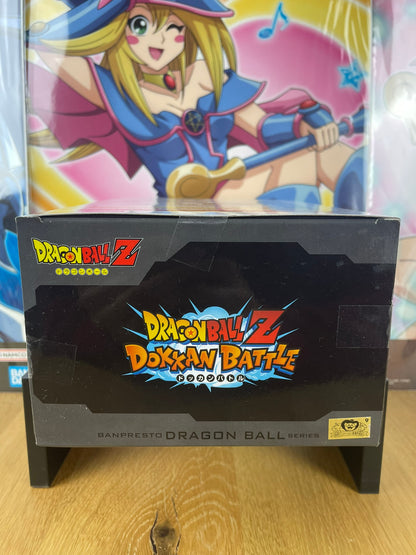 DRAGON BALL Z
ドラゴンボール
DRAGON BALL Z
DOKKAN BATTLE
ドッカンバトル
BANPRESTO DRAGON BALL SERIES
BAN